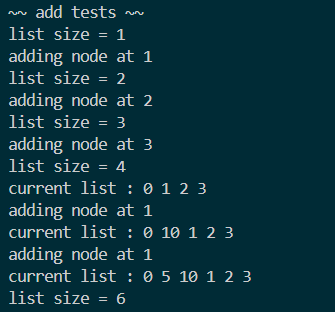 ~~ add tests ~~
list size = 1
adding node at 1
list size = 2
adding node at 2
list size = 3
adding node at 3
list size = 4
current list : 0 1 2 3
adding node at 1
current list : 0 10 1 2 3
adding node at 1
current list : 0 5 10 1 2 3
list size = 6